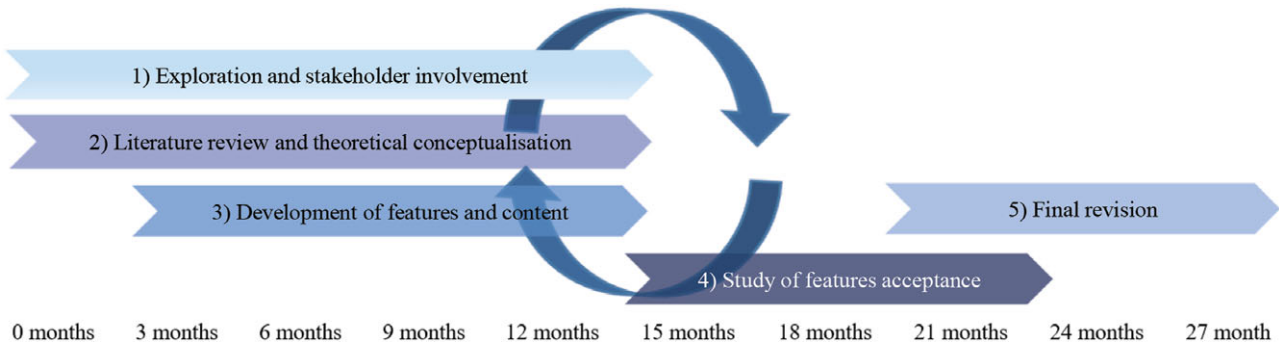 1) Exploration and stakeholder involvement
2) Literature review and theoretical conceptualisation
3) Development of features and content
5) Final revision
4) Study of features acceptance
0 months 3 months 6 months 9 months 12 months 15 months 18 months 21 months 24 months 27 month